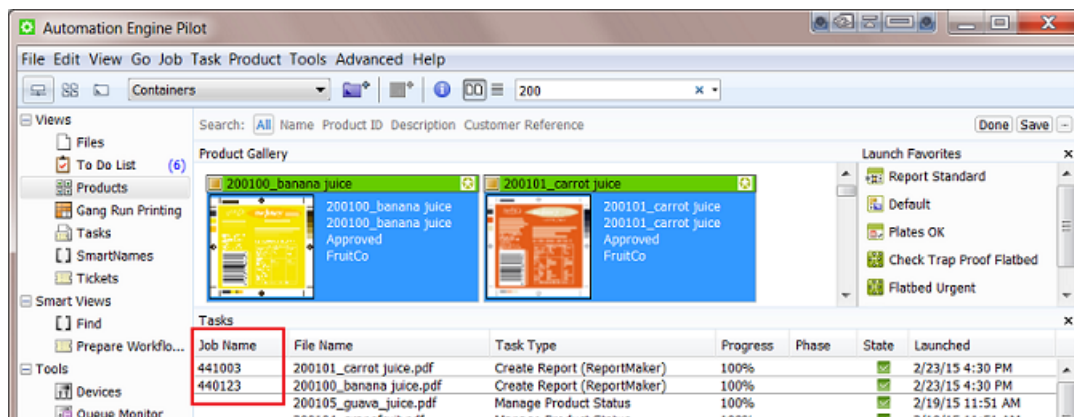 Automation Engine Pilot
File Edit View Go Job Task Product Tools Advanced Help
Containers 200
Views
Files
To Do List (6)
Products
Gang Run Printing
Tasks
SmartNames
Tickets
Smart Views
Find
Prepare Workflo...
Tools
Devices
Queue Monitor
Search: All Name Product ID Description Customer Reference Done Save
Product Gallery
200100_banana juice
200100_banana juice
200100_banana juice
Approved
FruitCo
200101_carrot juice
200101_carrot juice
200101_carrot juice
Approved
FruitCo
Launch Favorites
Report Standard
Default
Plates OK
Check Trap Proof Flatbed
Flatbed Urgent
Tasks
Job Name File Name Task Type Progress Phase State Launched
441003 200101_carrot juice.pdf Create Report (ReportMaker) 100% 2/23/15 4:30 PM
440123 200100_banana juice.pdf Create Report (ReportMaker) 100% 2/23/15 4:30 PM
200105_guava_juice.pdf Manage Product Status 100% 2/19/15 11:51 AM